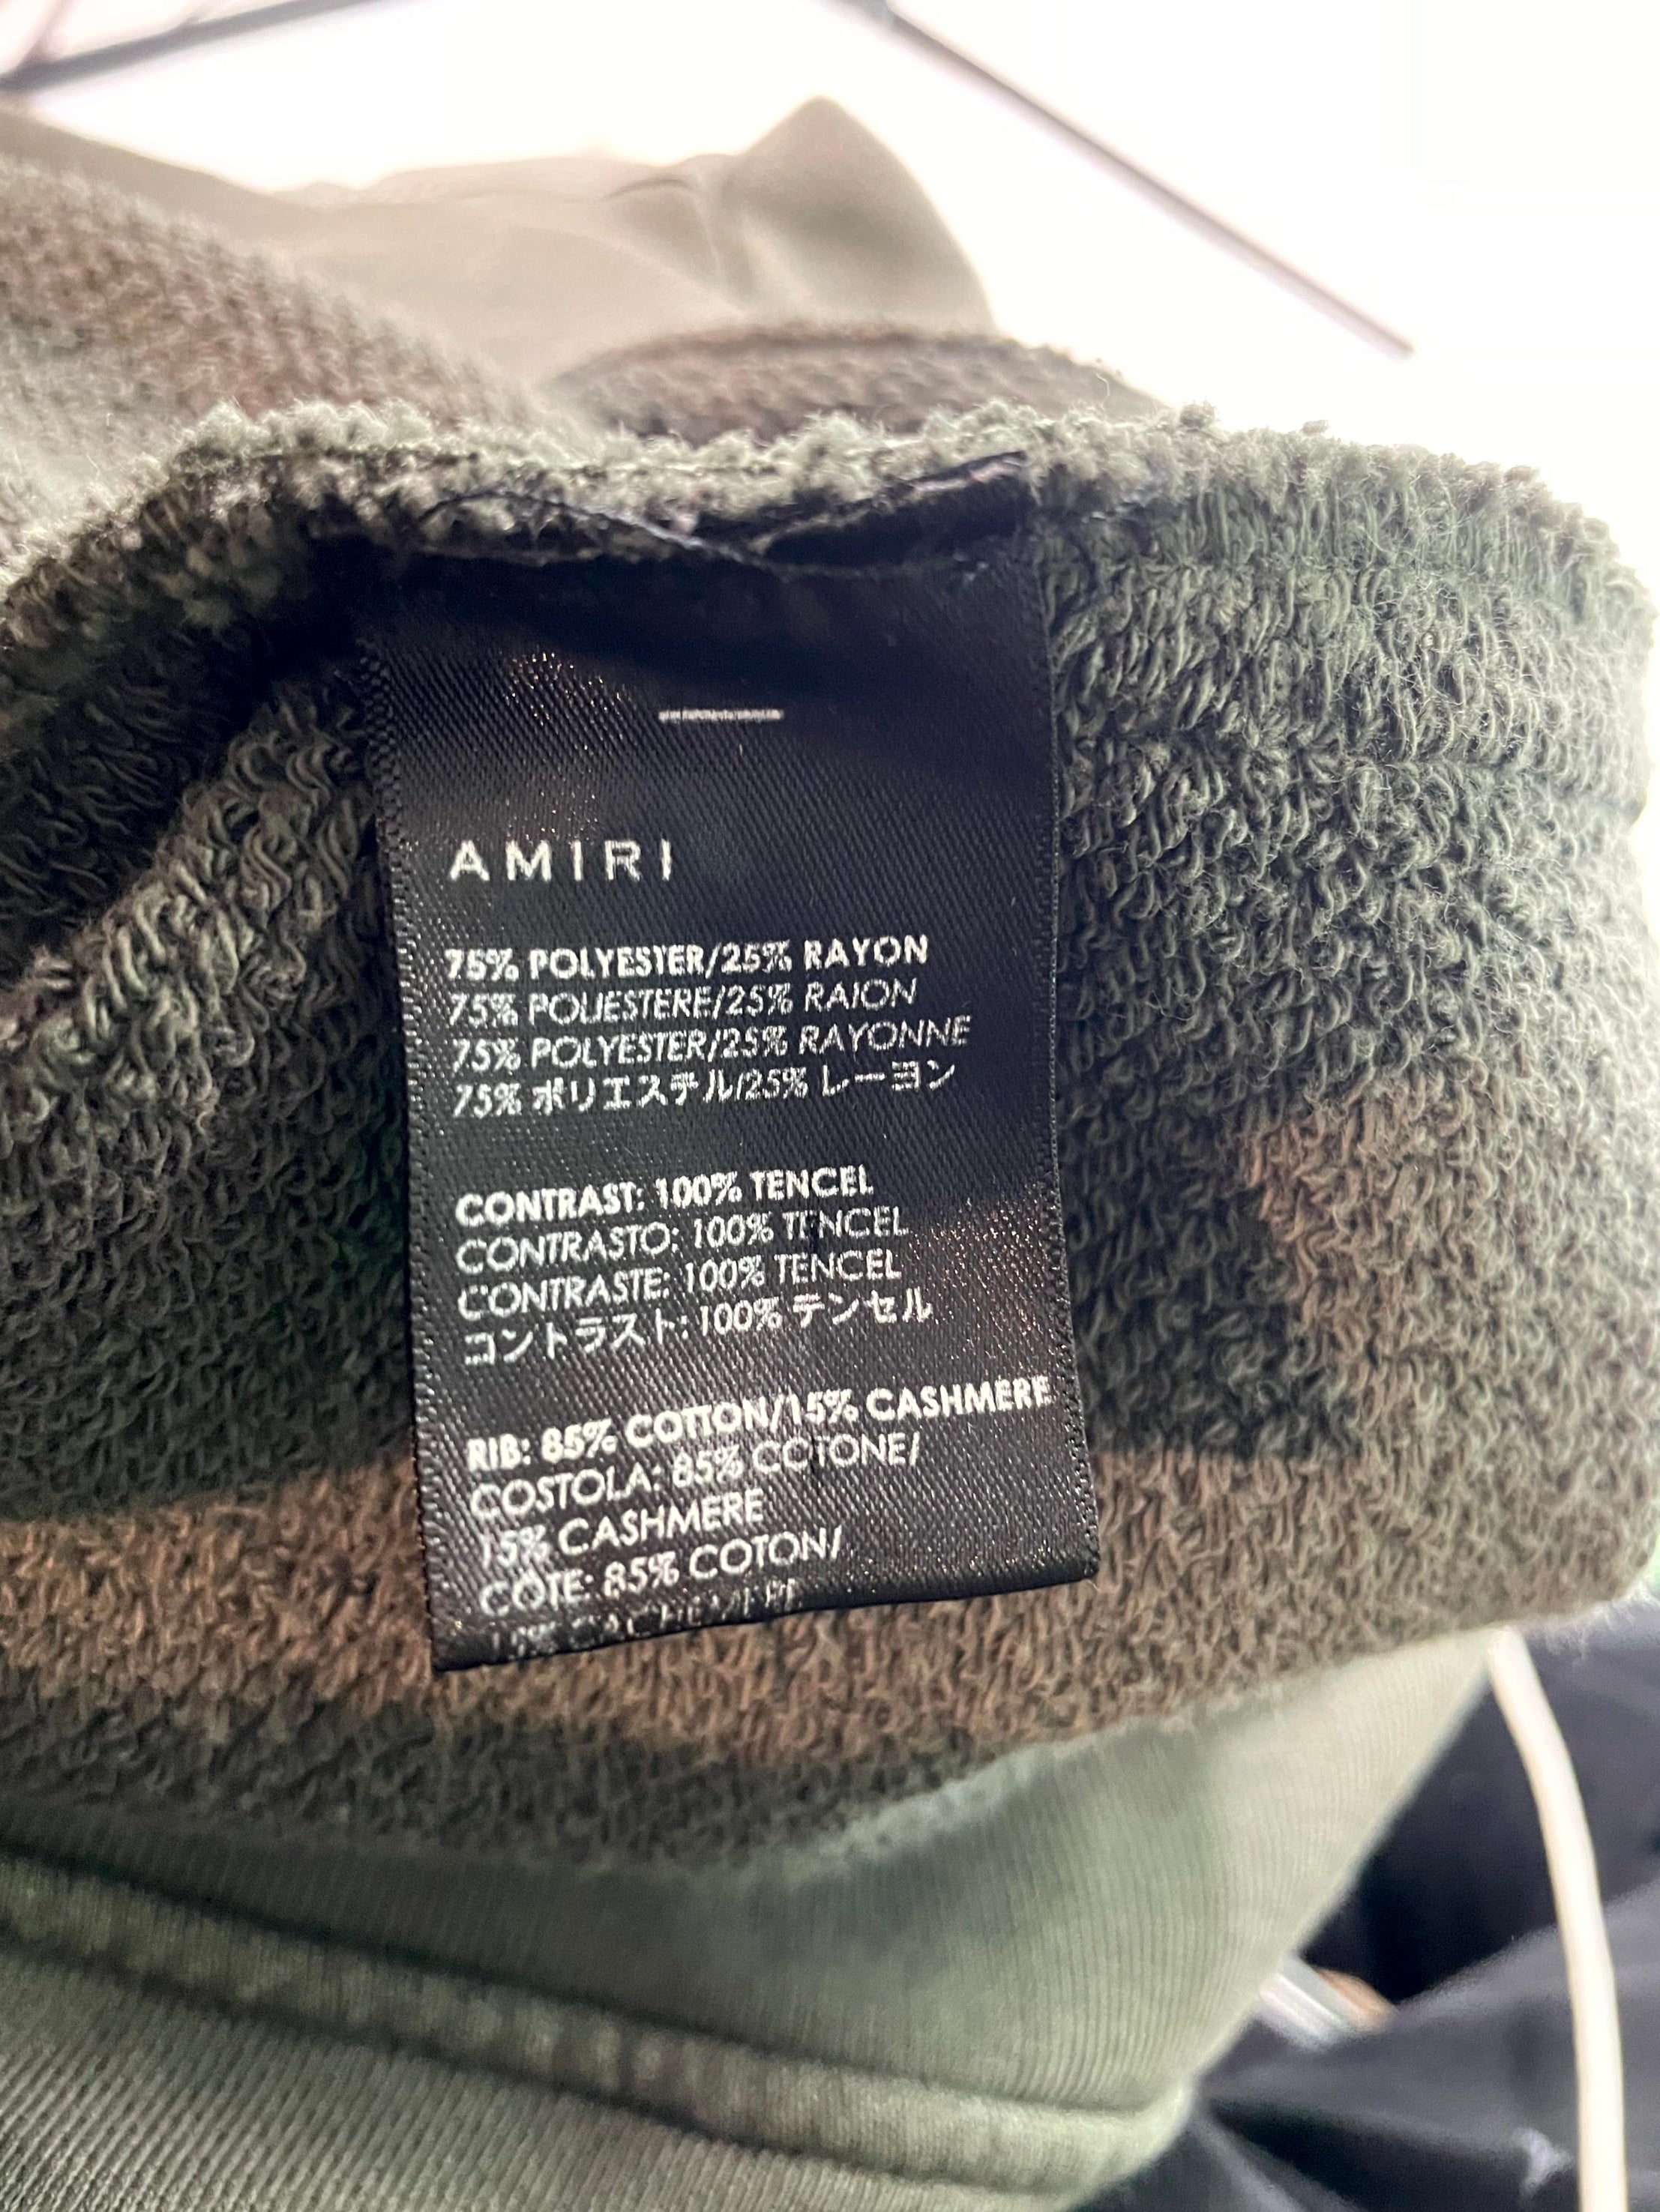 AMIRI
75% POLYESTER/25% RAYON
75% POLIESTERE/25% RAION
75% POLYESTER/25% RAYONNE
75% ポリエステル/25% レーヨン
CONTRAST: 100% TENCEL
CONTRASTO: 100% TENCEL
CONTRASTE: 100% TENCEL
コントラスト: 100% テンセル
RIB: 85% COTTON/15% CASHMERE
COSTOLA: 85% COTONE/
15% CASHMERE
CÔTE: 85% COTON/